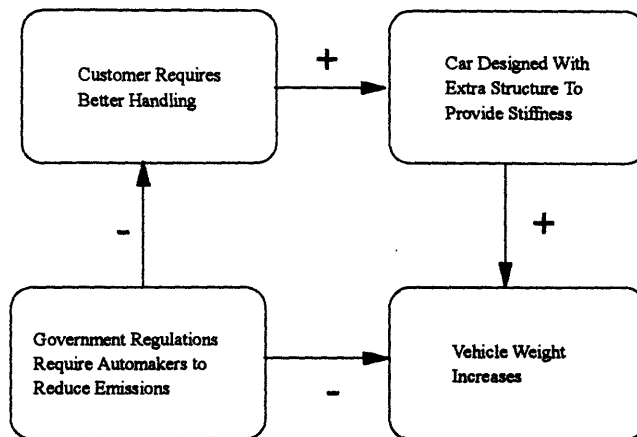 Customer Requires
Better Handling
+
Car Designed With
Extra Structure To
Provide Stiffness
-
+
Government Regulations
Require Automakers to
Reduce Emissions
-
Vehicle Weight
Increases